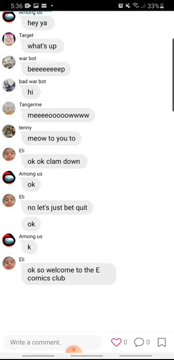 5:36
33%
Among us
hey ya
Target
what's up
war bot
beeeeeeeep
bad war bot
hi
Tangerine
meeeeooooowwww
tenny
meow to you to
Eli
ok ok clam down
Among us
ok
Eli
no let's just bet quit
ok
Among us
k
Eli
ok so welcome to the E
comics club
Write a comment.
0
0